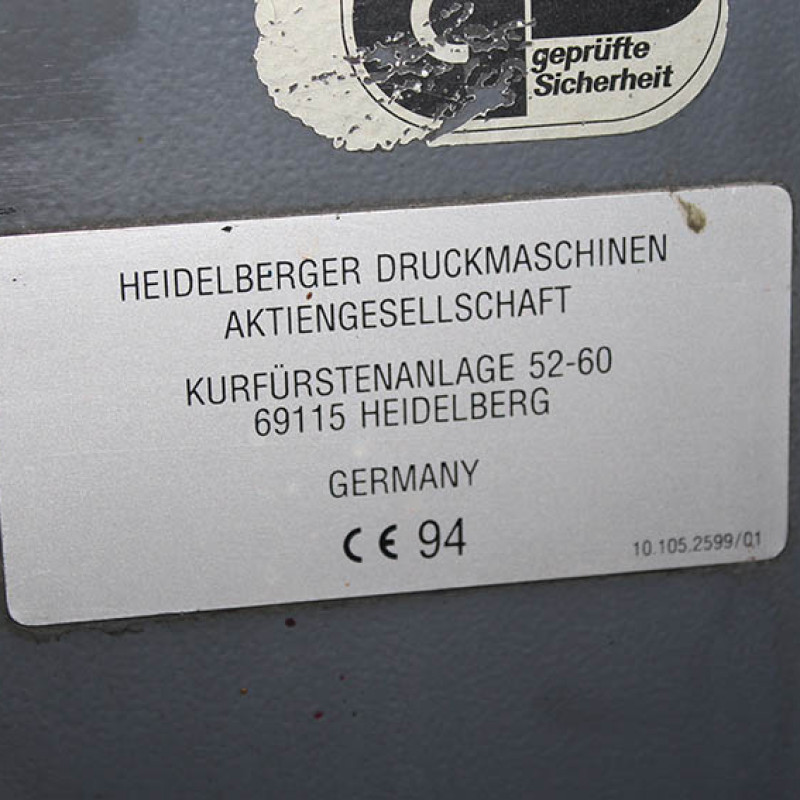 geprüfte
Sicherheit
HEIDELBERGER DRUCKMASCHINEN
AKTIENGESELLSCHAFT
KURFÜRSTENANLAGE 52-60
69115 HEIDELBERG
GERMANY
CE 94
10.105.2599/01